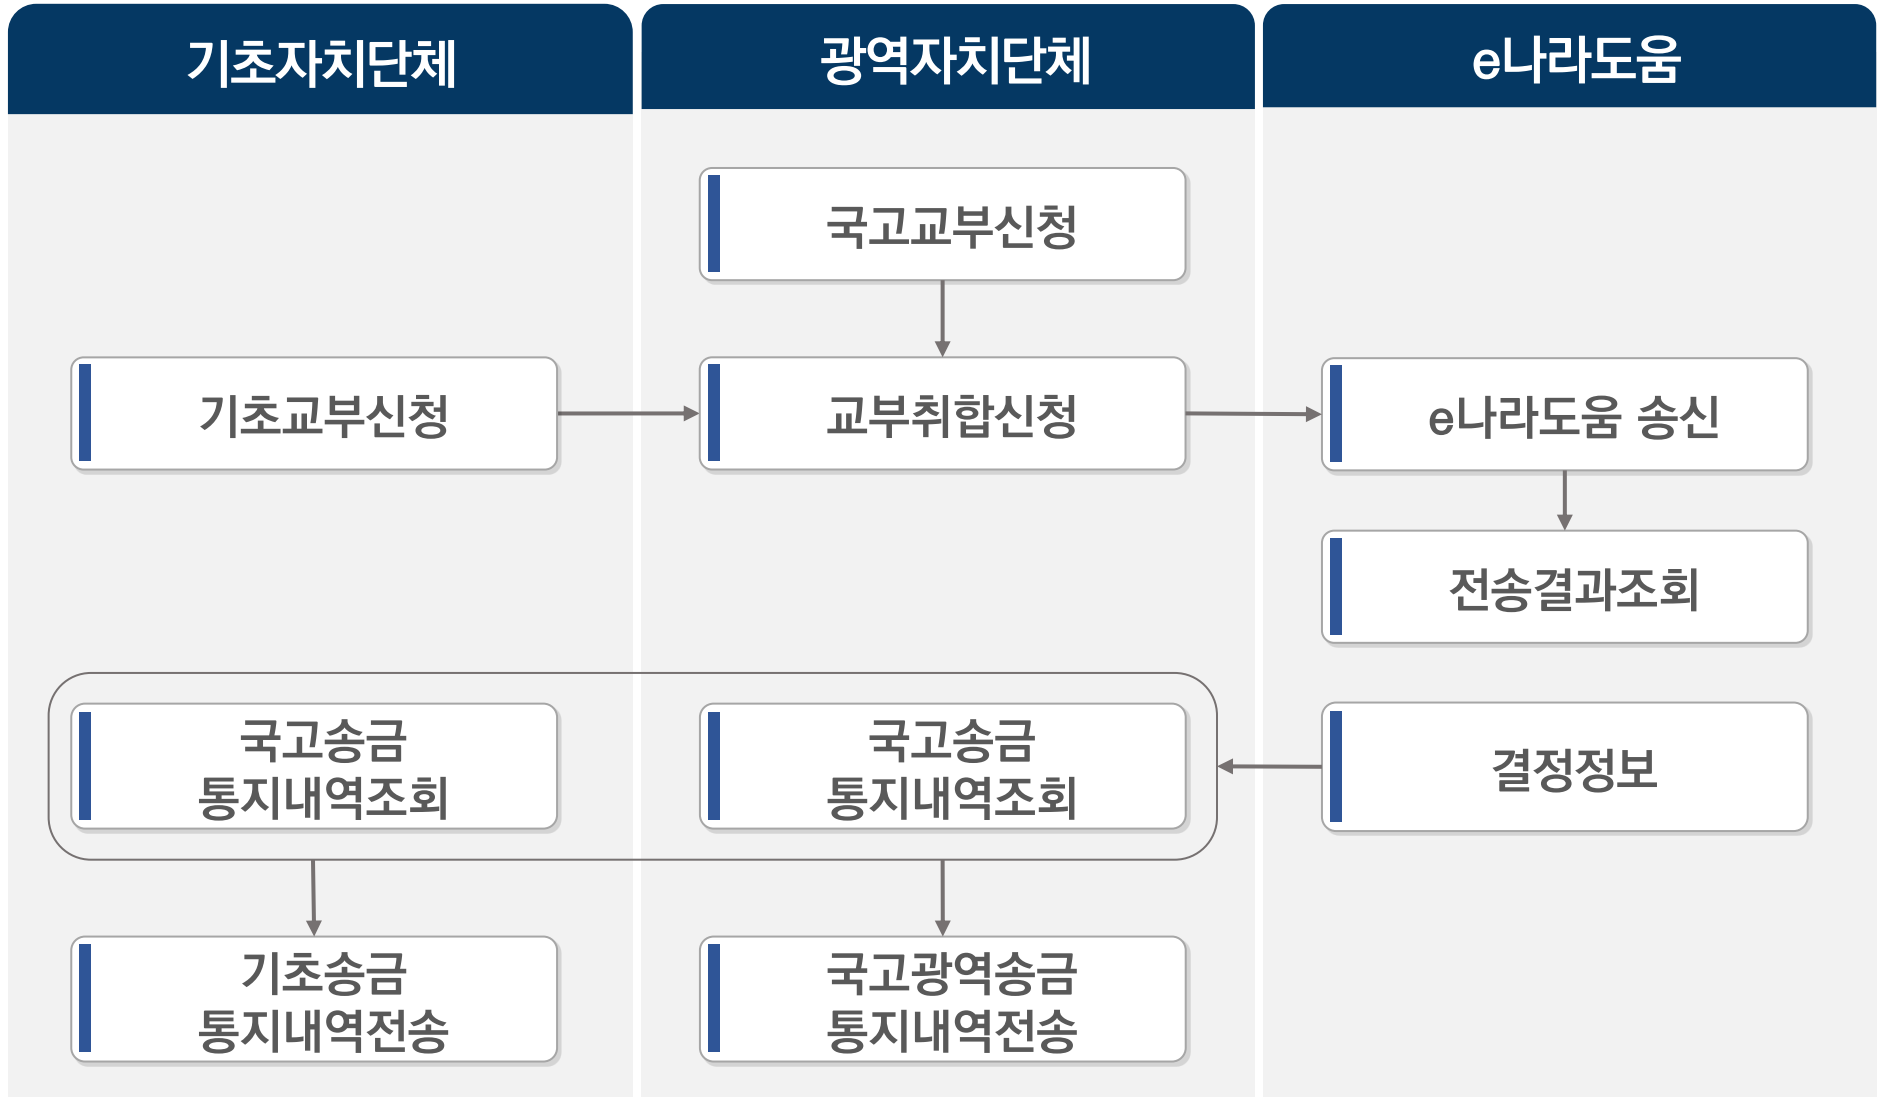 기초자치단체
광역자치단체
e나라도움
국고교부신청
기초교부신청
교부취합신청
e나라도움 송신
전송결과조회
국고송금
통지내역조회
국고송금
통지내역조회
결정정보
기초송금
통지내역전송
국고광역송금
통지내역전송